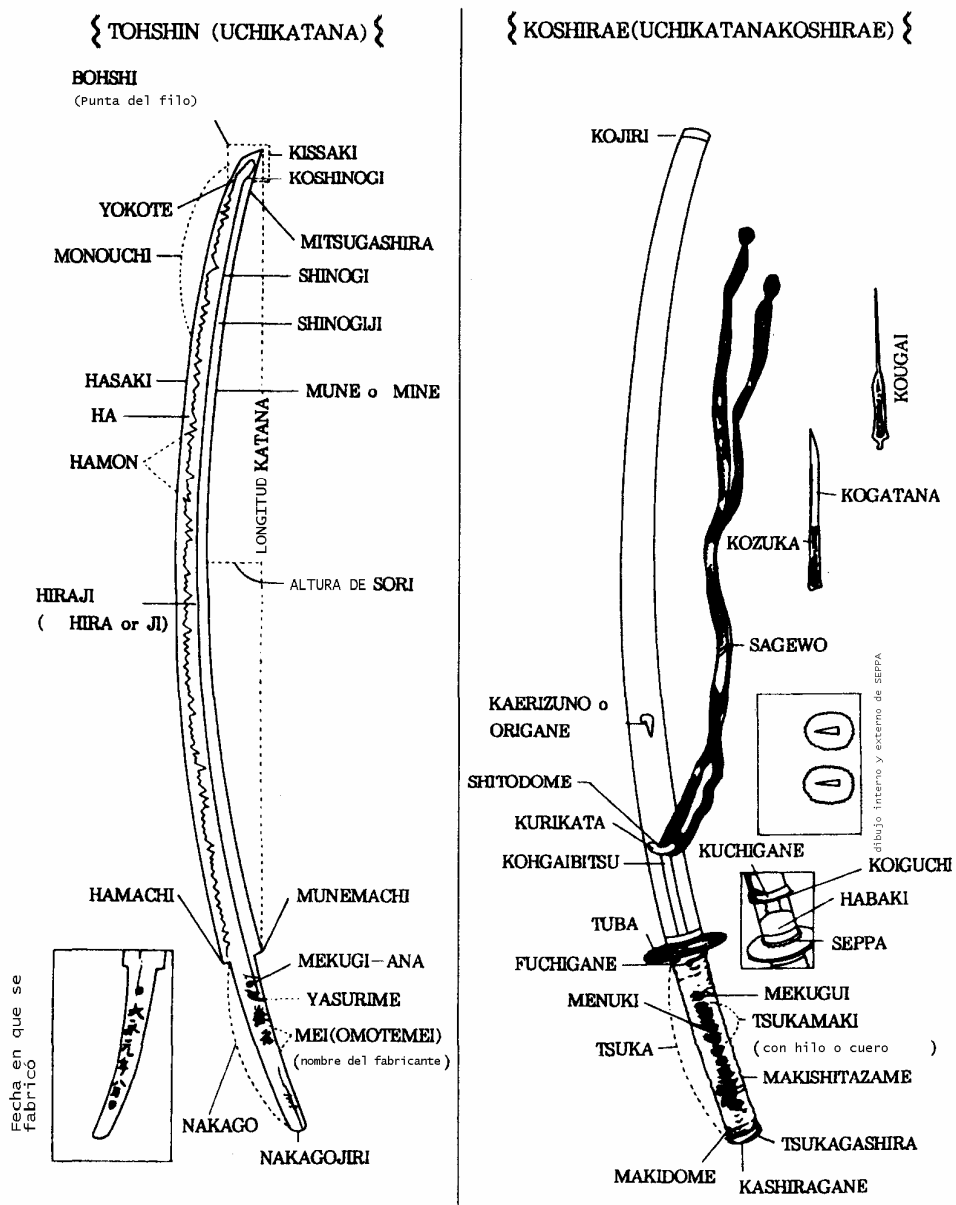 TOHSHIN (UCHIKATANA)
BOHSHI
(Punta del filo)
KISSAKI
KOSHINOGI
YOKOTE
MITSUGASHIRA
MONOUCHI
SHINOGI
SHINOGIJI
HASAKI
MUNE o MINE
HA
HAMON
LONGITUD KATANA
ALTURA DE SORI
HIRAJI
( HIRA or JI)
HAMACHI
MUNEMACHI
MEKUGI-ANA
YASURIME
MEI(OMOTEMEI)
(nombre del fabricante)
Fecha en que se
fabricó
NAKAGO
NAKAGOJIRI
KOSHIRAE(UCHIKATANAKOSHIRAE)
KOJIRI
KOUGAI
KOGATANA
KOZUKA
SAGEWO
KAERIZUNO o
ORIGANE
dibujo interno y externo de SEPPA
SHITODOME
KURIKATA
KOHGAIBITSU
KUCHIGANE
KOIGUCHI
HABAKI
SEPPA
TUBA
FUCHIGANE
MENUKI
MEKUGUI
TSUKAMAKI
(con hilo o cuero )
TSUKA
MAKISHITAZAME
TSUKAGASHIRA
MAKIDOME
KASHIRAGANE